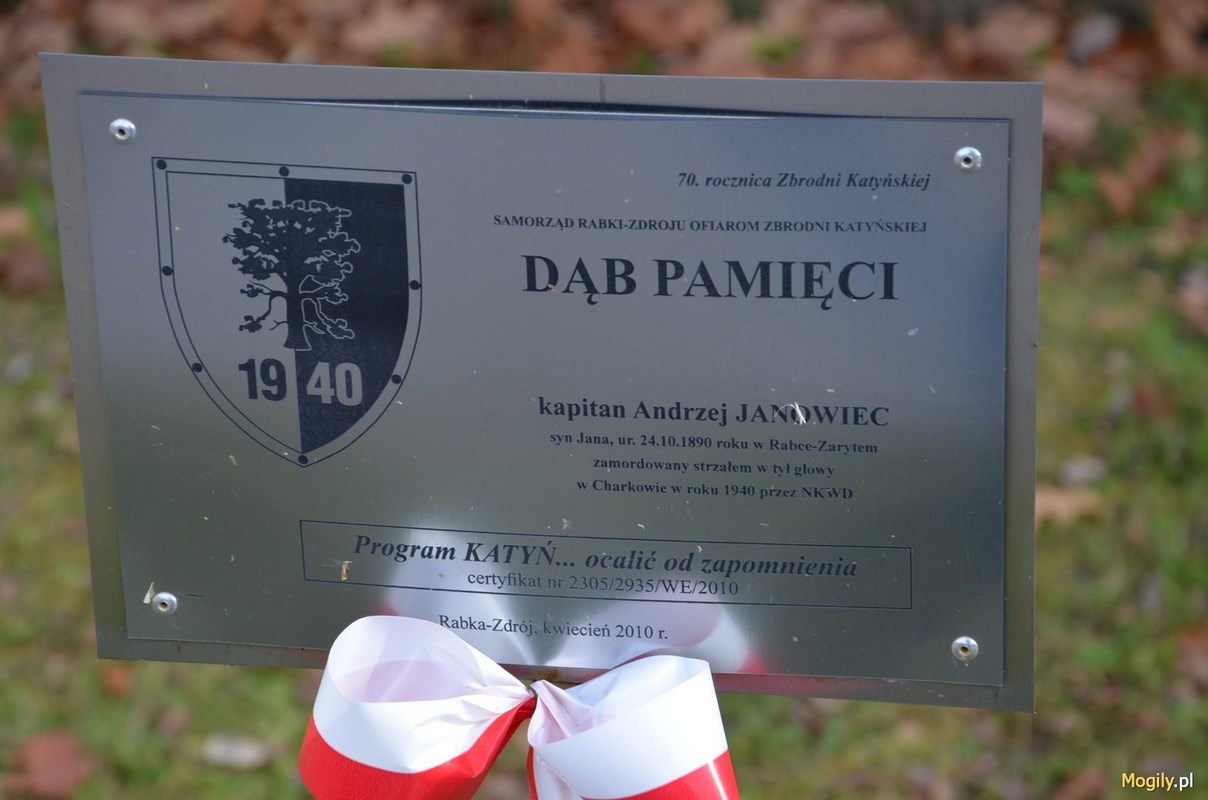 70. rocznica Zbrodni Katyńskiej
SAMORZĄD RABKI-ZDROJU OFIAROM ZBRODNI KATYŃSKIEJ
DĄB PAMIĘCI
19 40
kapitan Andrzej JANOWIEC
syn Jana, ur. 24.10.1890 roku w Rabce-Zarytem
zamordowany strzałem w tył głowy
w Charkowie w roku 1940 przez NKWD
Program KATYŃ... ocalić od zapomnienia
certyfikat nr 2305/2935/WE/2010
Rabka-Zdrój, kwiecień 2010 r.
Mogily.pl